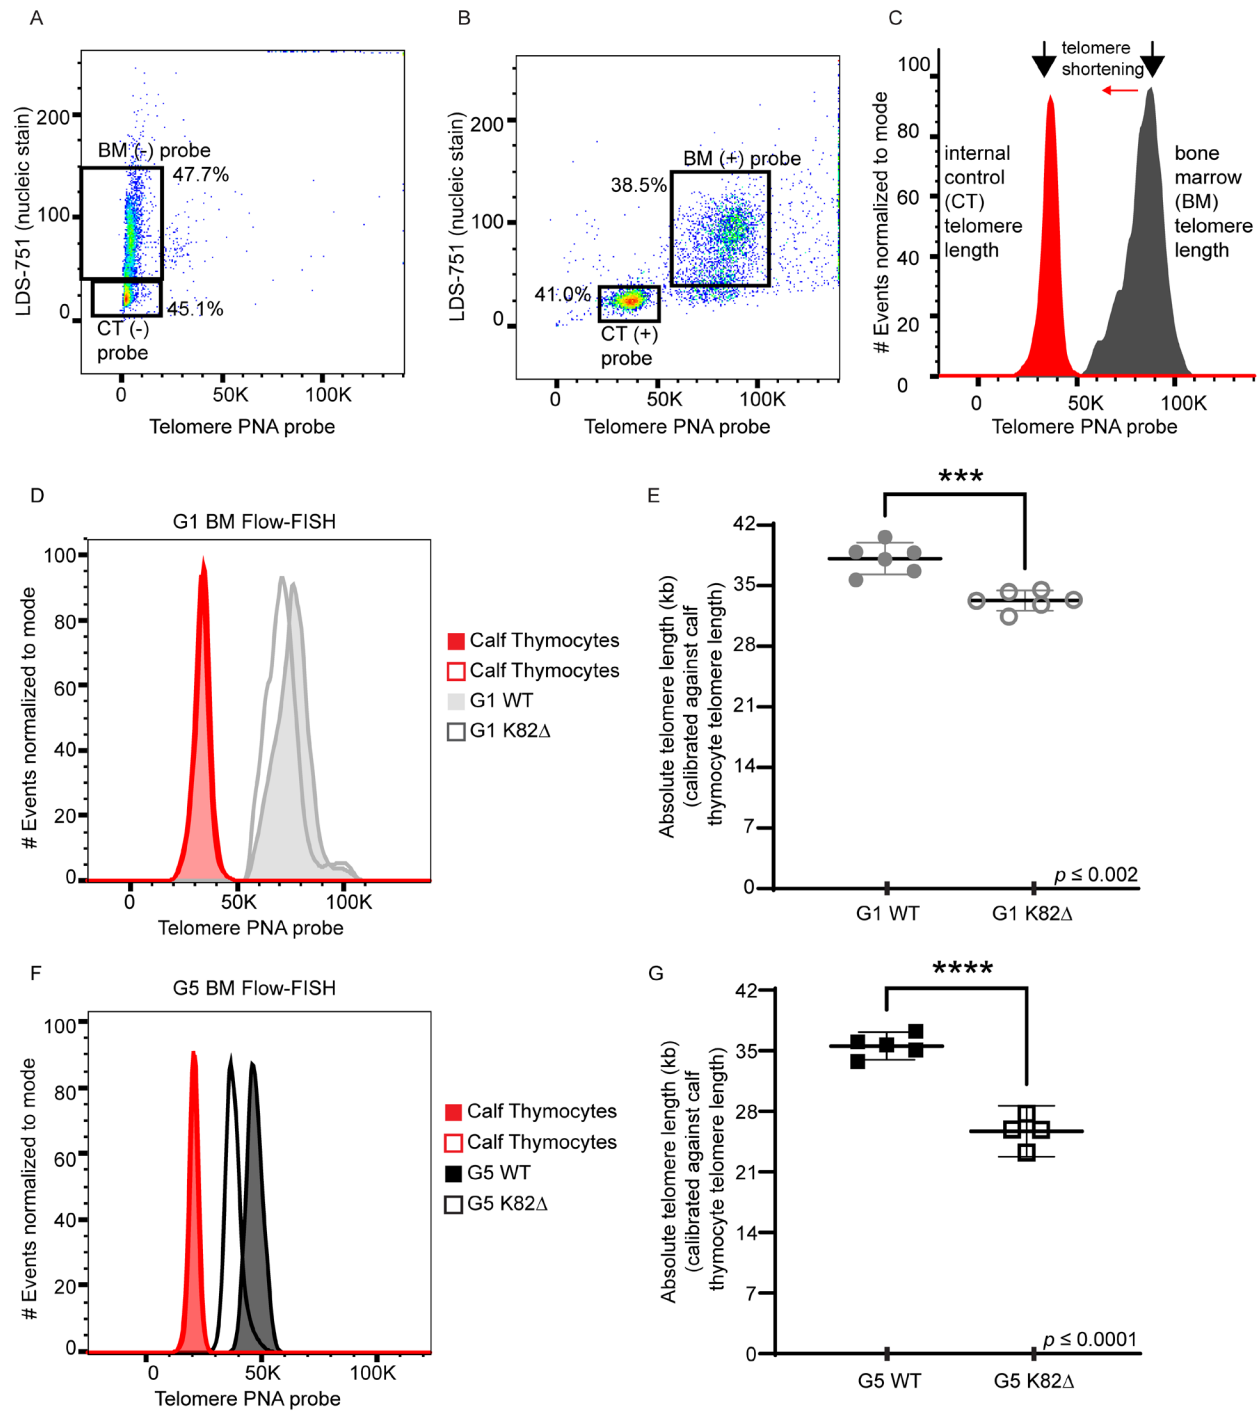 A
LDS-751 (nucleic stain)
200
100
0
BM (-) probe
47.7%
45.1%
CT (-)
probe
0
50K
100K
Telomere PNA probe
B
LDS-751 (nucleic stain)
200
100
0
BM (+) probe
38.5%
41.0%
CT (+)
probe
0
50K
100K
Telomere PNA probe
C
# Events normalized to mode
100
80
60
40
20
0
telomere
shortening
internal
control
(CT)
telomere
length
bone
marrow
(BM)
telomere
length
0
50K
100K
Telomere PNA probe
D
G1 BM Flow-FISH
# Events normalized to mode
100
80
60
40
20
0
0
50K
100K
Telomere PNA probe
Calf Thymocytes
Calf Thymocytes
G1 WT
G1 K82Δ
E
***
Absolute telomere length (kb)
(calibrated against calf
thymocyte telomere length)
42
35
28
21
14
7
0
p ≤ 0.002
G1 WT
G1 K82Δ
F
G5 BM Flow-FISH
# Events normalized to mode
100
80
60
40
20
0
0
50K
100K
Telomere PNA probe
Calf Thymocytes
Calf Thymocytes
G5 WT
G5 K82Δ
G
****
Absolute telomere length (kb)
(calibrated against calf
thymocyte telomere length)
42
35
28
21
14
7
0
p ≤ 0.0001
G5 WT
G5 K82Δ